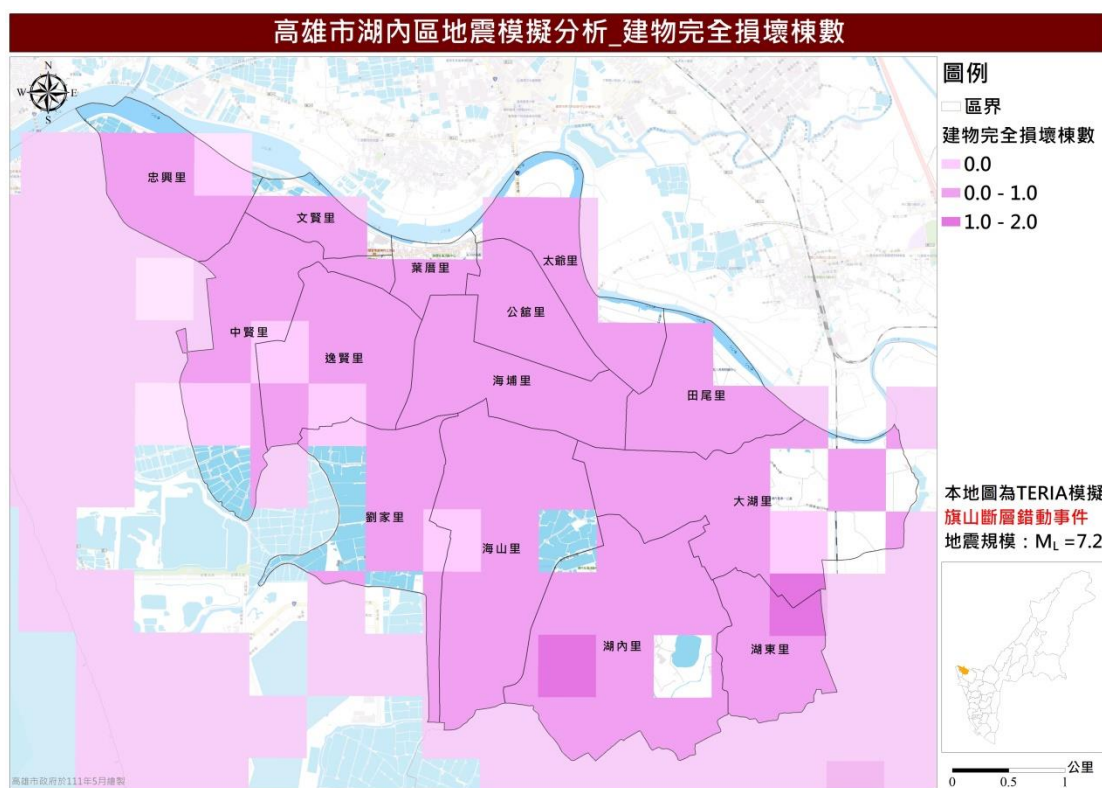 高雄市湖內區地震模擬分析_建物完全損壞棟數
N
W
E
S
圖例
區界
建物完全損壞棟數
0.0
0.0 - 1.0
1.0 - 2.0
忠興里
文賢里
葉厝里
太爺里
公舘里
中賢里
逸賢里
海埔里
田尾里
大湖里
劉家里
海山里
湖內里
湖東里
本地圖為TERIA模擬
旗山斷層錯動事件
地震規模：ML =7.2
公里
0 0.5 1
高雄市政府於111年5月繪製